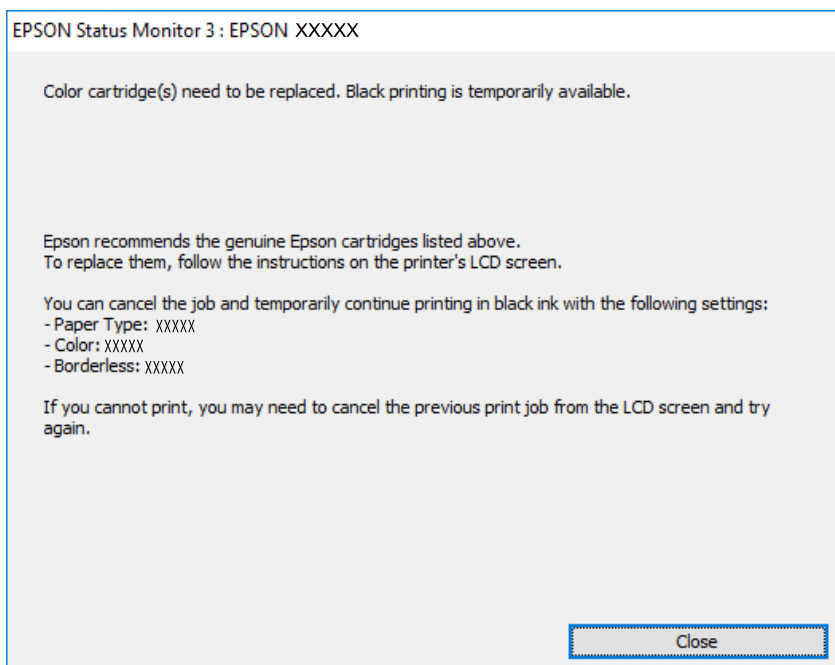 EPSON Status Monitor 3 : EPSON XXXXX
Color cartridge(s) need to be replaced. Black printing is temporarily available.
Epson recommends the genuine Epson cartridges listed above.
To replace them, follow the instructions on the printer's LCD screen.
You can cancel the job and temporarily continue printing in black ink with the following settings:
- Paper Type: XXXXX
- Color: XXXXX
- Borderless: XXXXX
If you cannot print, you may need to cancel the previous print job from the LCD screen and try
again.
Close